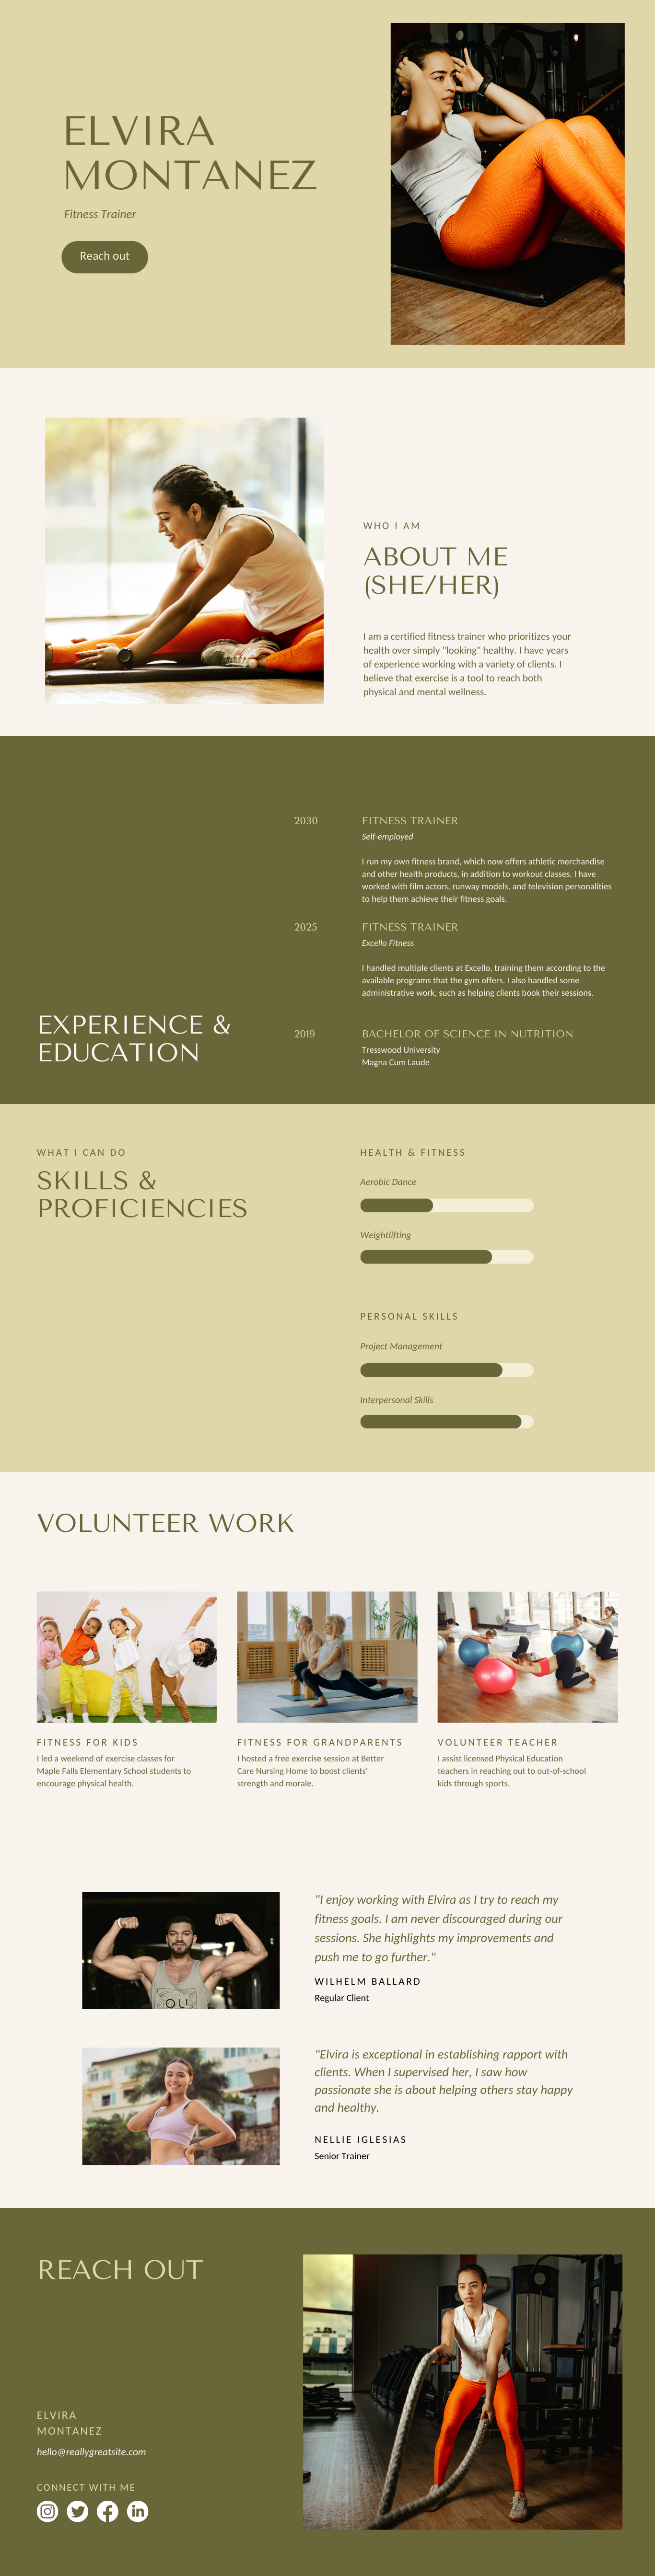 ELVIRA
MONTANEZ
Fitness Trainer
Reach out
WHO I AM
ABOUT ME
(SHE/HER)
I am a certified fitness trainer who prioritizes your
health over simply "looking" healthy. I have years
of experience working with a variety of clients. I
believe that exercise is a tool to reach both
physical and mental wellness.
EXPERIENCE &
EDUCATION
2030
FITNESS TRAINER
Self-employed
I run my own fitness brand, which now offers athletic merchandise
and other health products, in addition to workout classes. I have
worked with film actors, runway models, and television personalities
to help them achieve their fitness goals.
2025
FITNESS TRAINER
Excello Fitness
I handled multiple clients at Excello, training them according to the
available programs that the gym offers. I also handled some
administrative work, such as helping clients book their sessions.
2019
BACHELOR OF SCIENCE IN NUTRITION
Tresswood University
Magna Cum Laude
WHAT I CAN DO
SKILLS &
PROFICIENCIES
HEALTH & FITNESS
Aerobic Dance
Weightlifting
PERSONAL SKILLS
Project Management
Interpersonal Skills
VOLUNTEER WORK
FITNESS FOR KIDS
I led a weekend of exercise classes for
Maple Falls Elementary School students to
encourage physical health.
FITNESS FOR GRANDPARENTS
I hosted a free exercise session at Better
Care Nursing Home to boost clients'
strength and morale.
VOLUNTEER TEACHER
I assist licensed Physical Education
teachers in reaching out to out-of-school
kids through sports.
OU
"I enjoy working with Elvira as I try to reach my
fitness goals. I am never discouraged during our
sessions. She highlights my improvements and
push me to go further."
WILHELM BALLARD
Regular Client
"Elvira is exceptional in establishing rapport with
clients. When I supervised her, I saw how
passionate she is about helping others stay happy
and healthy.
NELLIE IGLESIAS
Senior Trainer
REACH OUT
ELVIRA
MONTANEZ
hello@reallygreatsite.com
CONNECT WITH ME